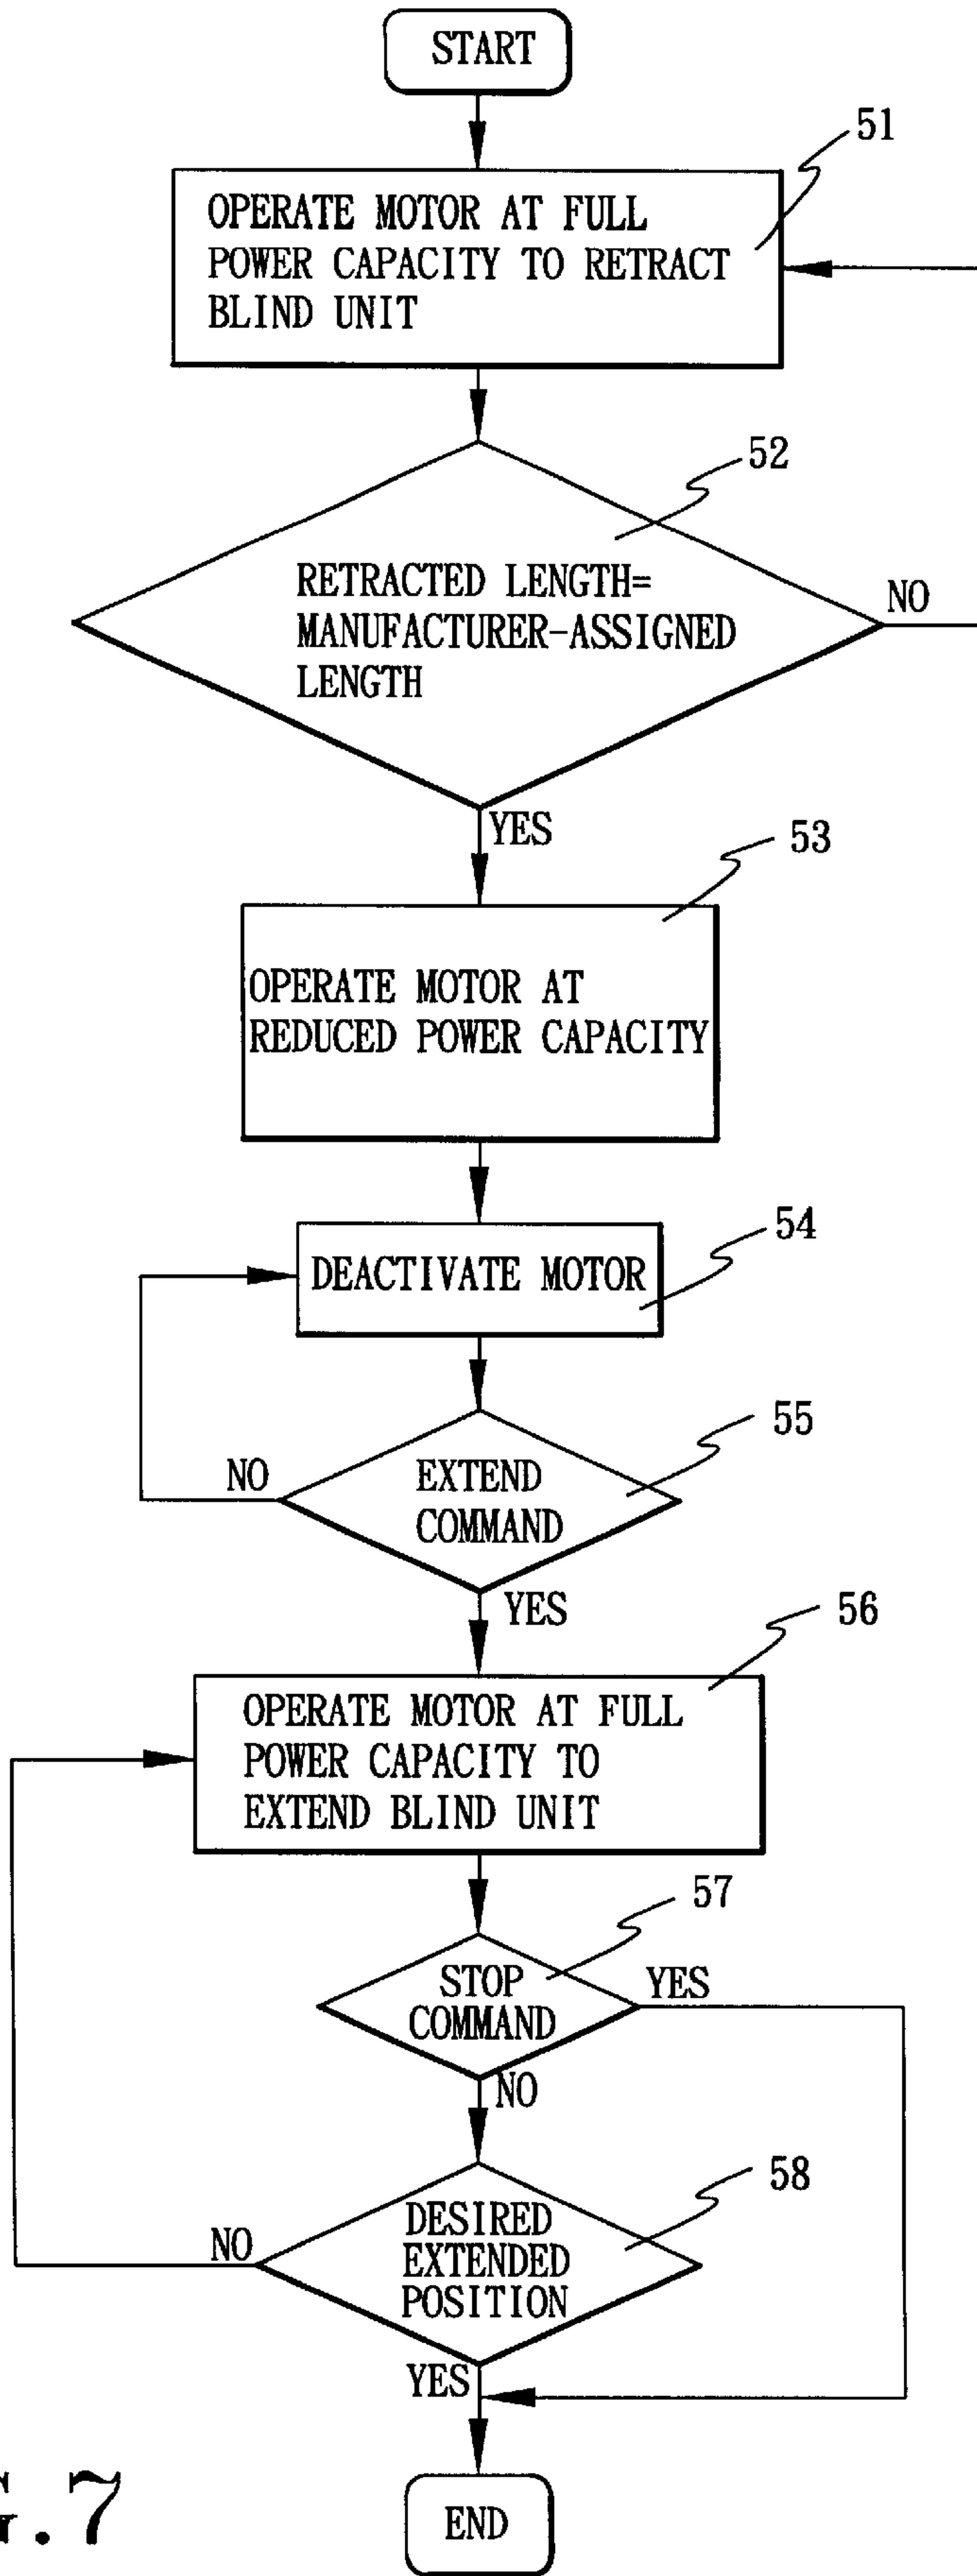 START
51
OPERATE MOTOR AT FULL
POWER CAPACITY TO RETRACT
BLIND UNIT
52
RETRACTED LENGTH=
MANUFACTURER-ASSIGNED
LENGTH
NO
YES
53
OPERATE MOTOR AT
REDUCED POWER CAPACITY
54
DEACTIVATE MOTOR
55
EXTEND
COMMAND
NO
YES
56
OPERATE MOTOR AT FULL
POWER CAPACITY TO
EXTEND BLIND UNIT
57
STOP
COMMAND
YES
NO
58
DESIRED
EXTENDED
POSITION
NO
YES
END
G.7